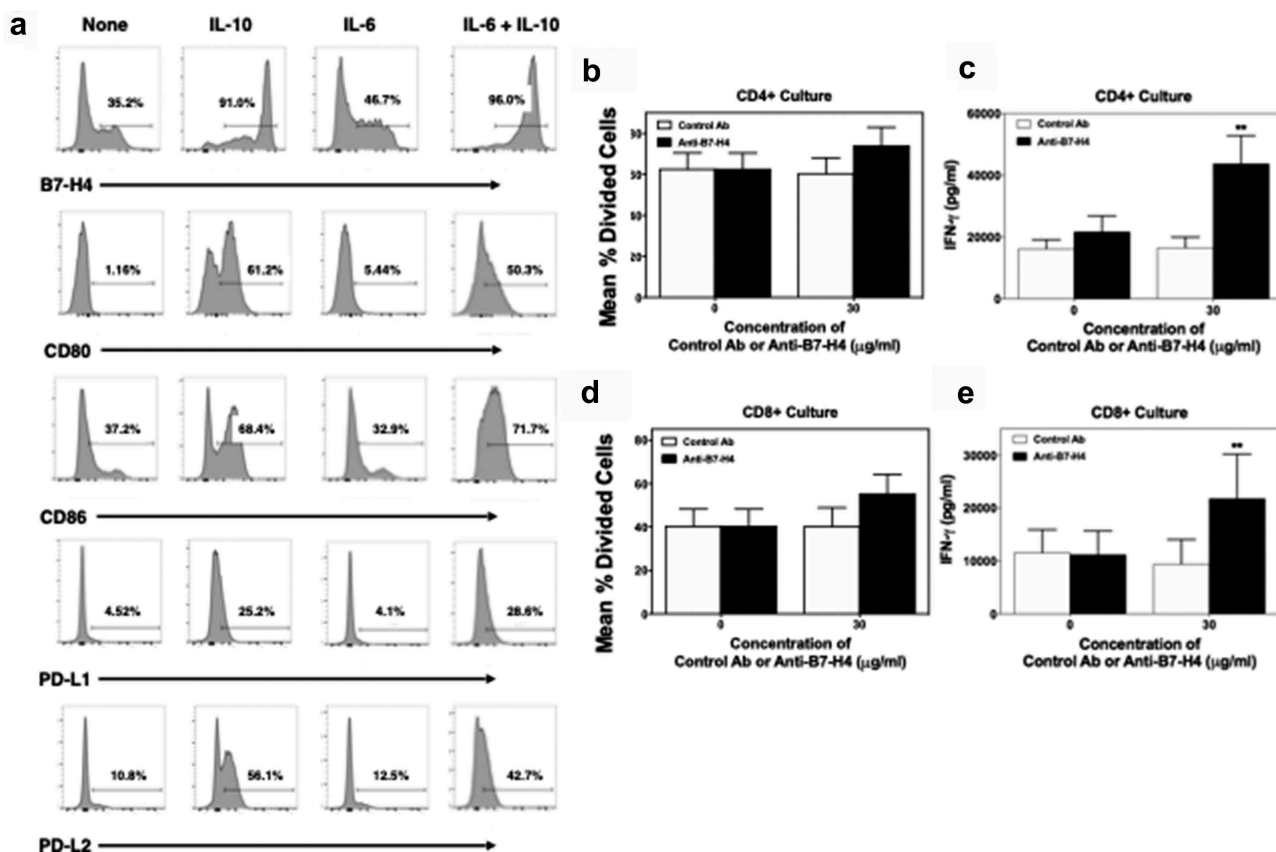 a
None IL-10 IL-6 IL-6 + IL-10
35.2% 91.0% 46.7% 96.0%
B7-H4
1.16% 61.2% 5.44% 50.3%
CD80
37.2% 68.4% 32.9% 71.7%
CD86
4.52% 25.2% 4.1% 28.6%
PD-L1
10.8% 56.1% 12.5% 42.7%
PD-L2
b
CD4+ Culture
Mean % Divided Cells
Control Ab
Anti-B7-H4
80
60
40
20
0
0 30
Concentration of
Control Ab or Anti-B7-H4 (μg/ml)
c
CD4+ Culture
IFN-γ (pg/ml)
Control Ab
Anti-B7-H4
**
60000
40000
20000
0
0 30
Concentration of
Control Ab or Anti-B7-H4 (μg/ml)
d
CD8+ Culture
Mean % Divided Cells
Control Ab
Anti-B7-H4
80
60
40
20
0
0 30
Concentration of
Control Ab or Anti-B7-H4 (μg/ml)
e
CD8+ Culture
IFN-γ (pg/ml)
Control Ab
Anti-B7-H4
**
30000
20000
10000
0
0 30
Concentration of
Control Ab or Anti-B7-H4 (μg/ml)